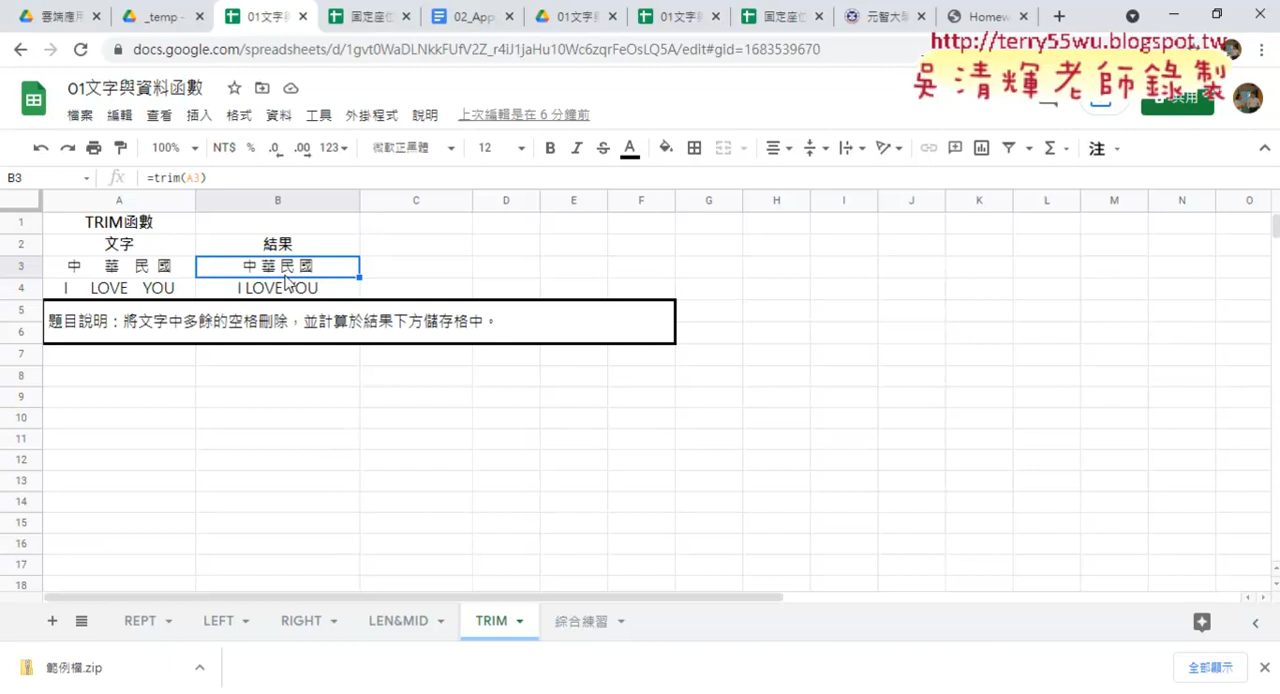 雲端應用
_temp -
01文字與
固定座位
02_App
01文字與
01文字與
固定座位
元智大學
Homew
docs.google.com/spreadsheets/d/1gvt0WaDLNkkFUfV2Z_r4iJ1jaHu10Wc6zqrFeOsLQ5A/edit#gid=1683539670
http://terry55wu.blogspot.tw
吳清輝老師錄製
01文字與資料函數
共用
檔案 編輯 查看 插入 格式 資料 工具 外掛程式 說明 上次編輯是在 6 分鐘前
100% NT$ % .0 .00 123 微軟正黑體 12 B I S A Σ 注
B3 fx =trim(A3)
A B C D E F G H I J K L M N O
1 TRIM函數
2 文字 結果
3 中 華 民 國 中 華 民 國
4 I LOVE YOU I LOVE YOU
5
題目說明：將文字中多餘的空格刪除，並計算於結果下方儲存格中。
6
7
8
9
10
11
12
13
14
15
16
17
18
REPT LEFT RIGHT LEN&MID TRIM 綜合練習
範例檔.zip 全部顯示